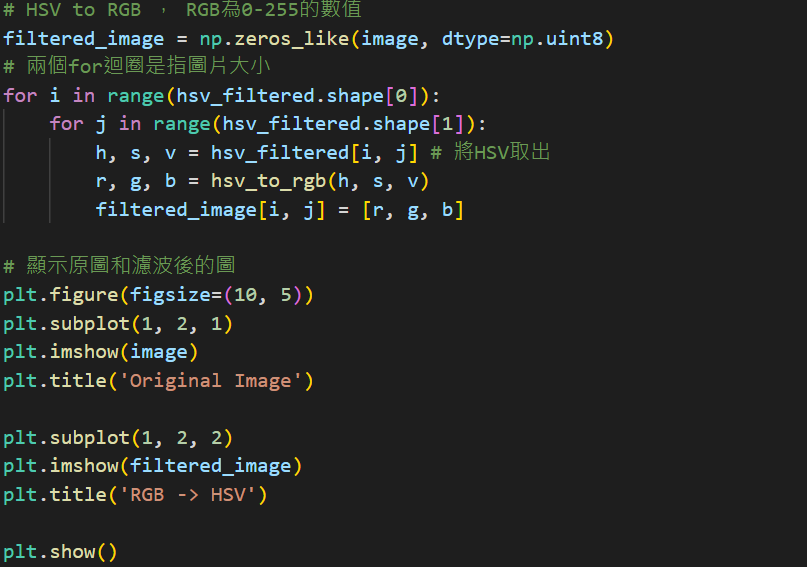 # HSV to RGB ， RGB為0-255的數值
filtered_image = np.zeros_like(image, dtype=np.uint8)
# 兩個for迴圈是指圖片大小
for i in range(hsv_filtered.shape[0]):
    for j in range(hsv_filtered.shape[1]):
        h, s, v = hsv_filtered[i, j] # 將HSV取出
        r, g, b = hsv_to_rgb(h, s, v)
        filtered_image[i, j] = [r, g, b]
# 顯示原圖和濾波後的圖
plt.figure(figsize=(10, 5))
plt.subplot(1, 2, 1)
plt.imshow(image)
plt.title('Original Image')
plt.subplot(1, 2, 2)
plt.imshow(filtered_image)
plt.title('RGB -> HSV')
plt.show()